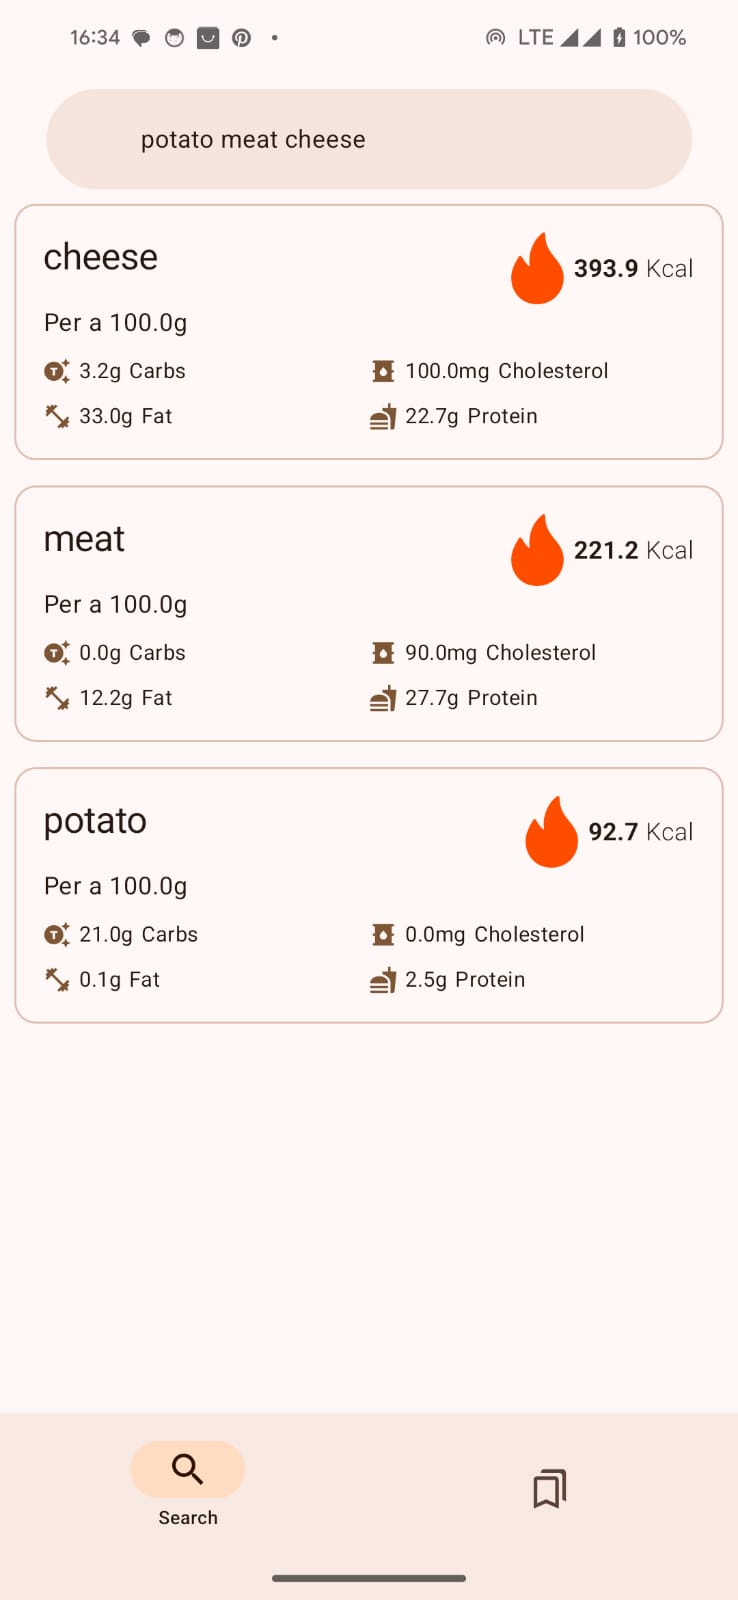 16:34 LTE 100%
potato meat cheese
cheese
393.9 Kcal
Per a 100.0g
3.2g Carbs
100.0mg Cholesterol
33.0g Fat
22.7g Protein
meat
221.2 Kcal
Per a 100.0g
0.0g Carbs
90.0mg Cholesterol
12.2g Fat
27.7g Protein
potato
92.7 Kcal
Per a 100.0g
21.0g Carbs
0.0mg Cholesterol
0.1g Fat
2.5g Protein
Search